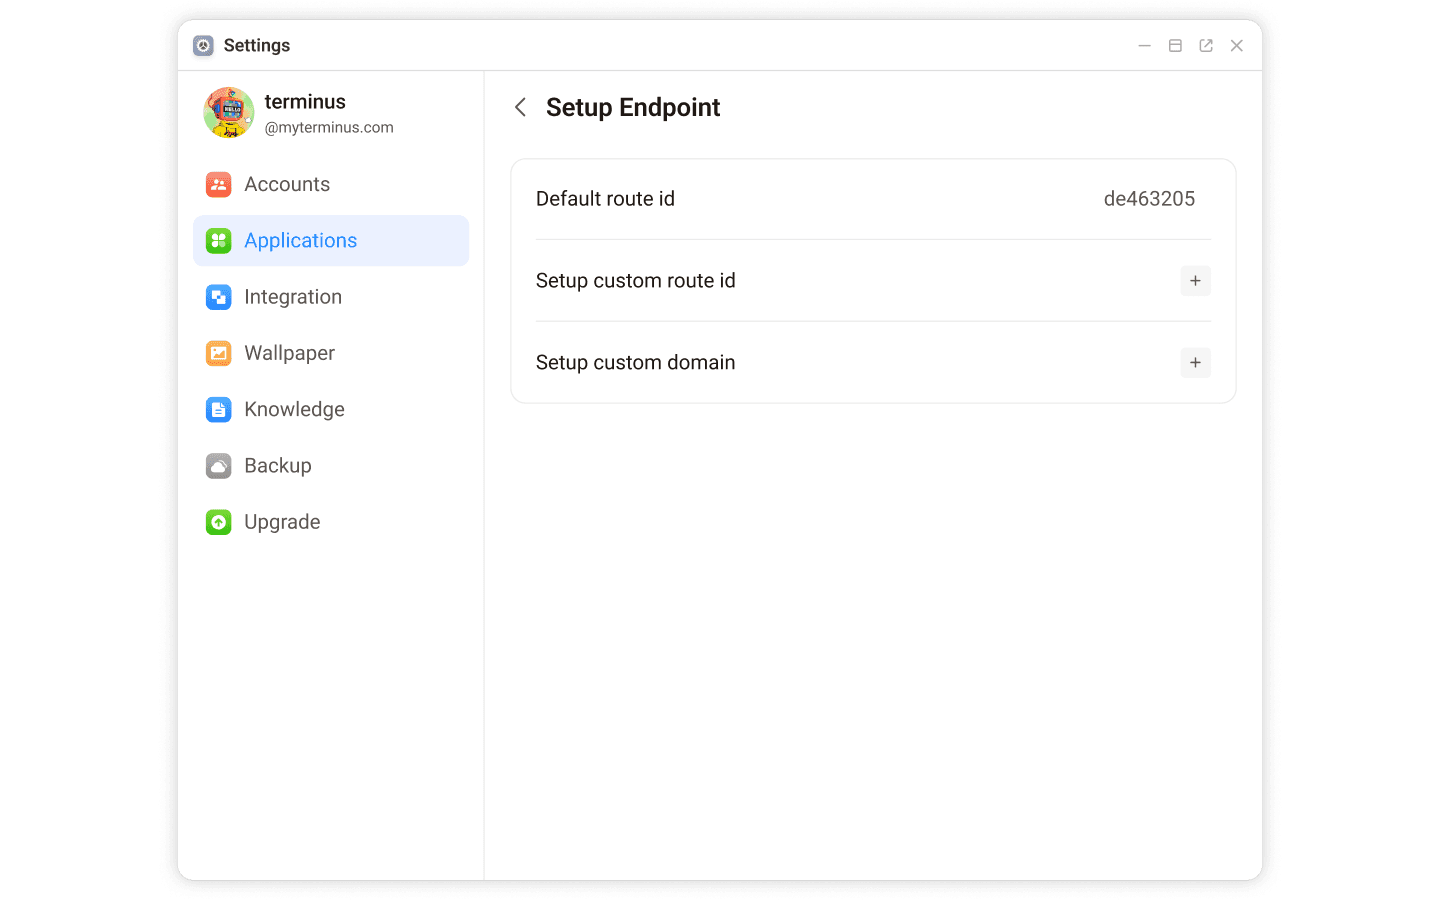 Settings
terminus
@myterminus.com
Accounts
Applications
Integration
Wallpaper
Knowledge
Backup
Upgrade
Setup Endpoint
Default route id
de463205
Setup custom route id
+
Setup custom domain
+